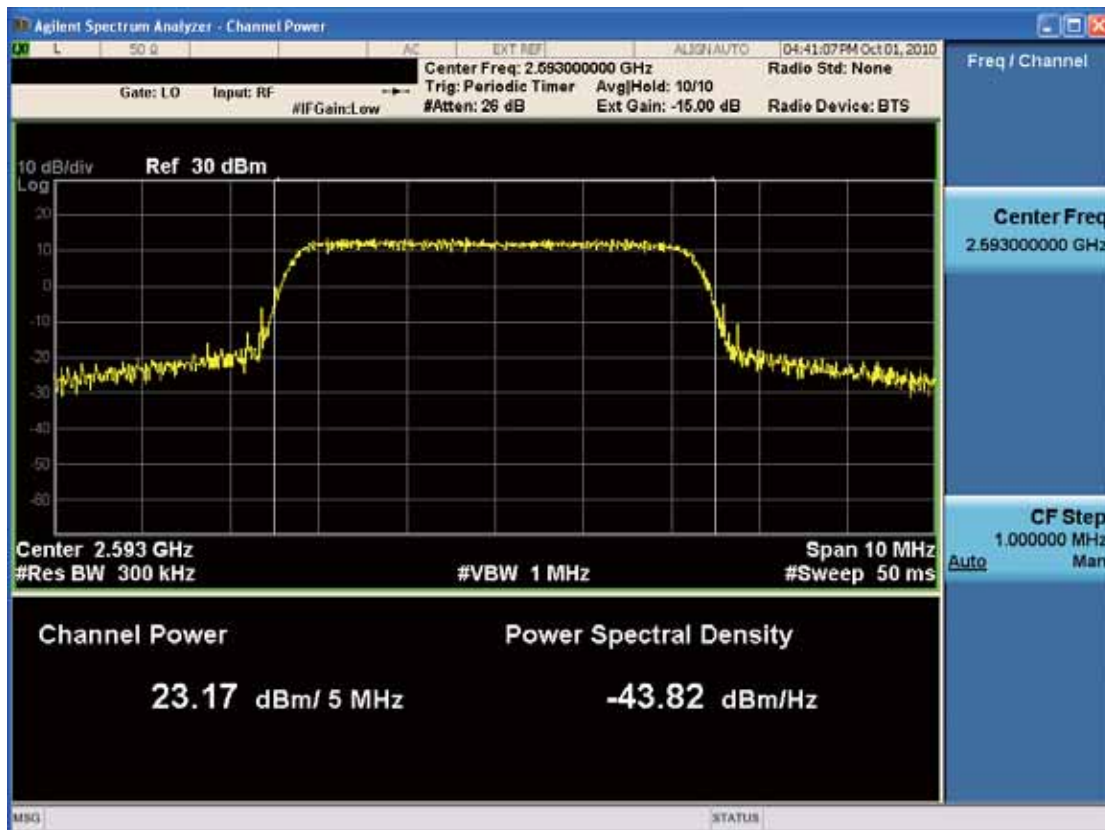 Agilent Spectrum Analyzer - Channel Power
L 50 Ω AC EXT REF ALIGN AUTO 04:41:07 PM Oct 01, 2010
Center Freq: 2.593000000 GHz Radio Std: None
Gate: LO Input: RF Trig: Periodic Timer Avg|Hold: 10/10
#IFGain:Low #Atten: 26 dB Ext Gain: -15.00 dB Radio Device: BTS
10 dB/div Ref 30 dBm
Log
20
10
0
-10
-20
-30
-40
-50
-60
Center 2.593 GHz Span 10 MHz
#Res BW 300 kHz #VBW 1 MHz #Sweep 50 ms
Channel Power Power Spectral Density
23.17 dBm/ 5 MHz -43.82 dBm/Hz
MSG STATUS
Freq / Channel
Center Freq
2.593000000 GHz
CF Step
1.000000 MHz
Auto Man